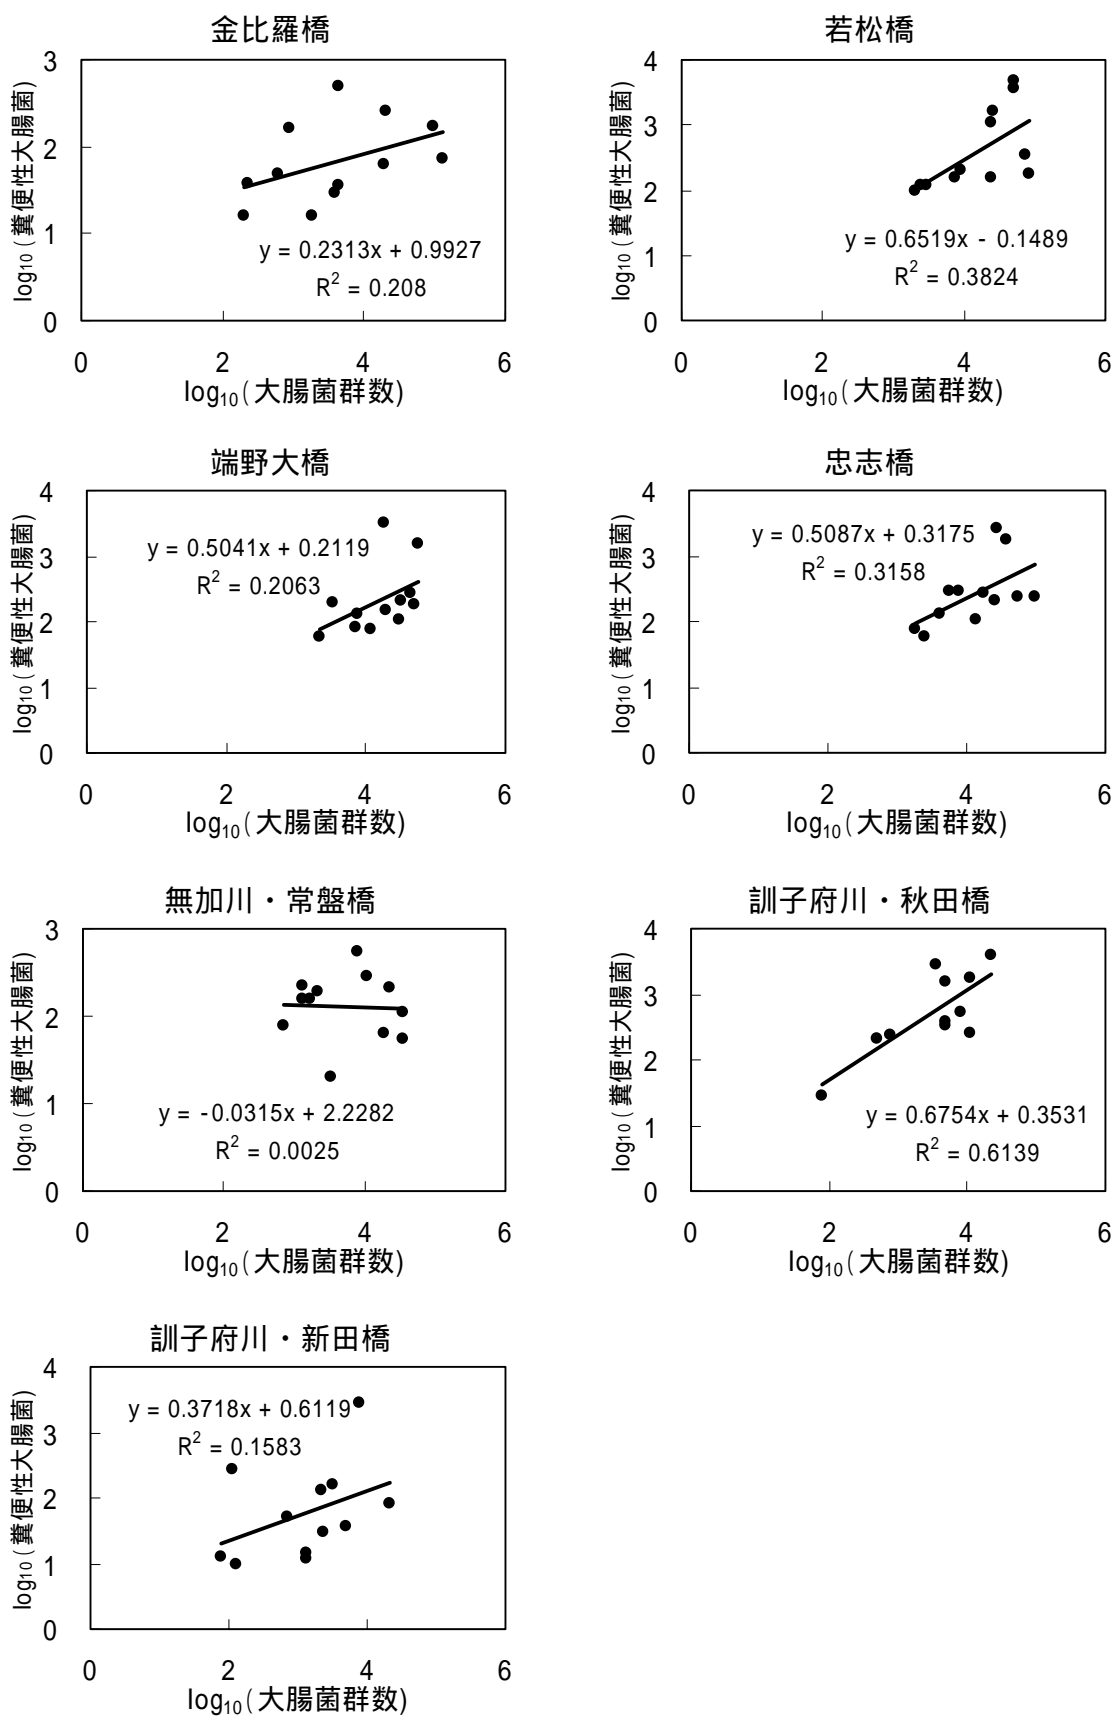 金比羅橋
3
2
1
0
log10(糞便性大腸菌)
y = 0.2313x + 0.9927
R2 = 0.208
0 2 4 6
log10(大腸菌群数)
若松橋
4
3
2
1
0
log10(糞便性大腸菌)
y = 0.6519x - 0.1489
R2 = 0.3824
0 2 4 6
log10(大腸菌群数)
端野大橋
4
3
2
1
0
log10(糞便性大腸菌)
y = 0.5041x + 0.2119
R2 = 0.2063
0 2 4 6
log10(大腸菌群数)
忠志橋
4
3
2
1
0
log10(糞便性大腸菌)
y = 0.5087x + 0.3175
R2 = 0.3158
0 2 4 6
log10(大腸菌群数)
無加川・常盤橋
3
2
1
0
log10(糞便性大腸菌)
y = -0.0315x + 2.2282
R2 = 0.0025
0 2 4 6
log10(大腸菌群数)
訓子府川・秋田橋
4
3
2
1
0
log10(糞便性大腸菌)
y = 0.6754x + 0.3531
R2 = 0.6139
0 2 4 6
log10(大腸菌群数)
訓子府川・新田橋
4
3
2
1
0
log10(糞便性大腸菌)
y = 0.3718x + 0.6119
R2 = 0.1583
0 2 4 6
log10(大腸菌群数)